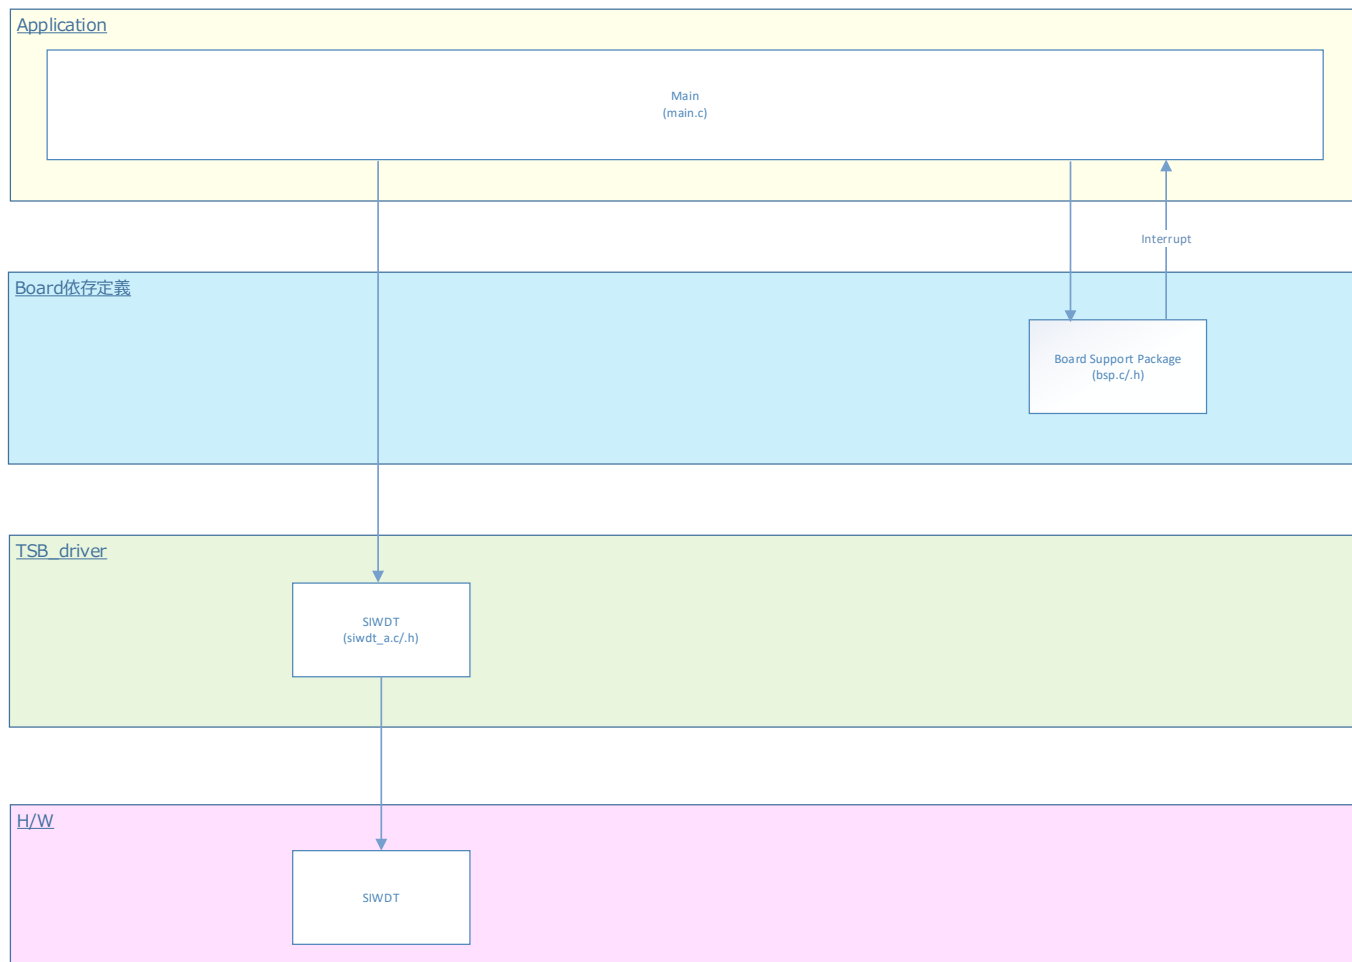 Application
Main
(main.c)
Interrupt
Board依存定義
Board Support Package
(bsp.c/.h)
TSB_driver
SIWDT
(siwdt_a.c/.h)
H/W
SIWDT